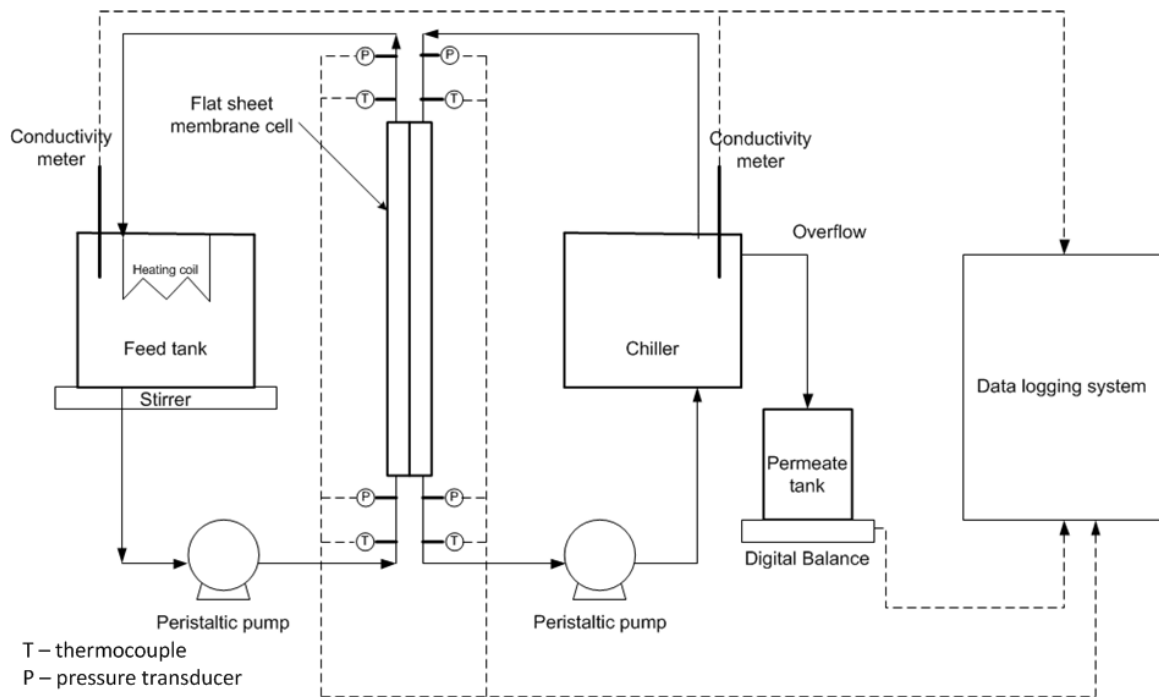 P
P
T
T
Flat sheet
membrane cell
Conductivity
meter
Conductivity
meter
Overflow
Heating coil
Feed tank
Chiller
Stirrer
Data logging system
Permeate
tank
P
P
T
T
Digital Balance
Peristaltic pump
Peristaltic pump
T – thermocouple
P – pressure transducer